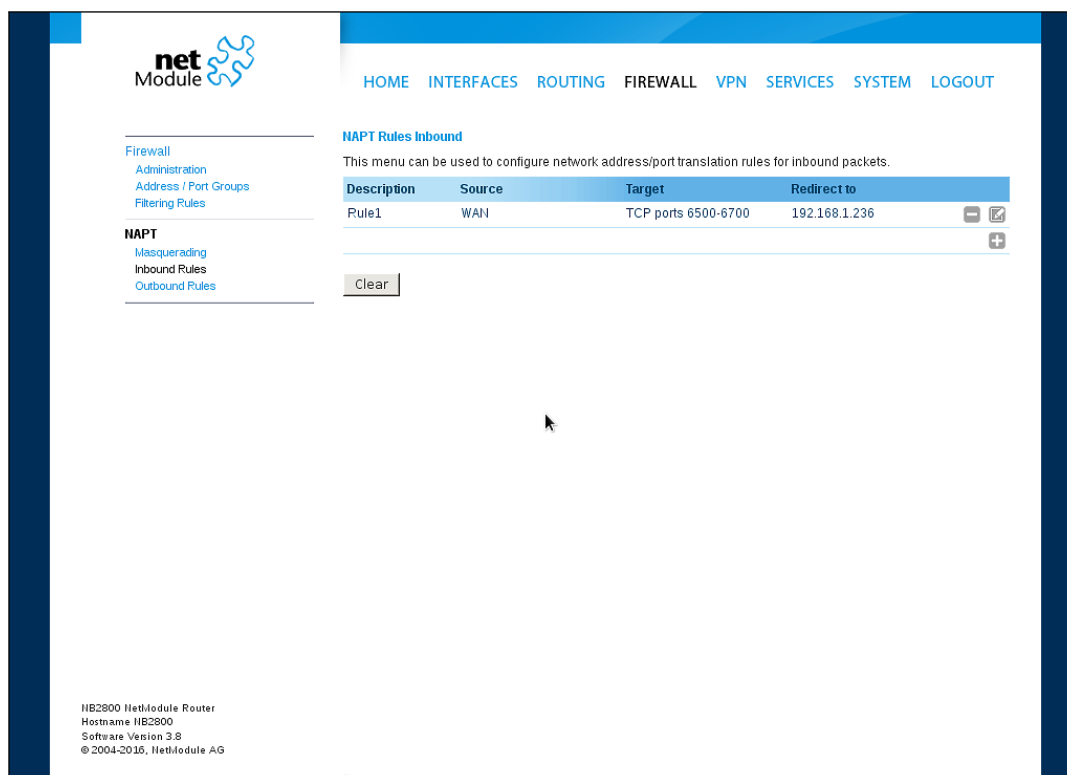 net
Module
HOME INTERFACES ROUTING FIREWALL VPN SERVICES SYSTEM LOGOUT
Firewall
Administration
Address / Port Groups
Filtering Rules
NAPT
Masquerading
Inbound Rules
Outbound Rules
NAPT Rules Inbound
This menu can be used to configure network address/port translation rules for inbound packets.
Description Source Target Redirect to
Rule1 WAN TCP ports 6500-6700 192.168.1.236
Clear
NB2800 NetModule Router
Hostname NB2800
Software Version 3.8
© 2004-2016, NetModule AG